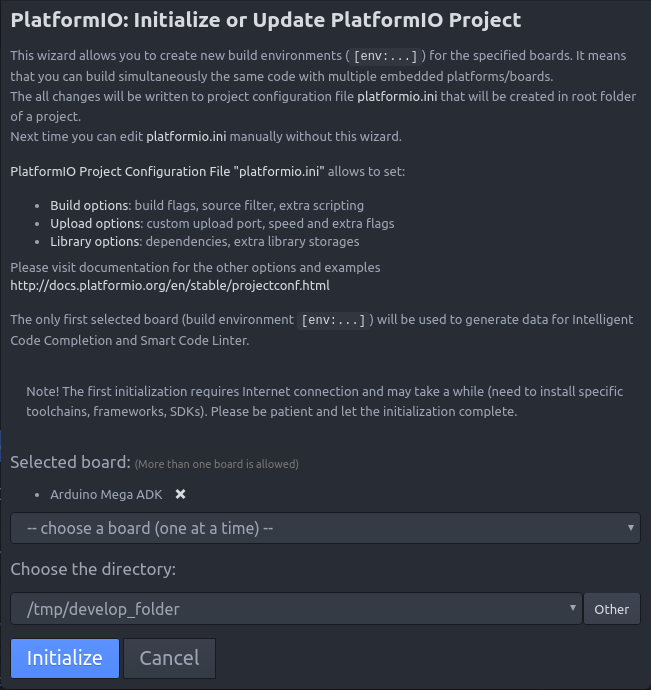 PlatformIO: Initialize or Update PlatformIO Project
This wizard allows you to create new build environments ( [env:...] ) for the specified boards. It means
that you can build simultaneously the same code with multiple embedded platforms/boards.
The all changes will be written to project configuration file platformio.ini that will be created in root folder
of a project.
Next time you can edit platformio.ini manually without this wizard.
PlatformIO Project Configuration File "platformio.ini" allows to set:
• Build options: build flags, source filter, extra scripting
• Upload options: custom upload port, speed and extra flags
• Library options: dependencies, extra library storages
Please visit documentation for the other options and examples
http://docs.platformio.org/en/stable/projectconf.html
The only first selected board (build environment [env:...] ) will be used to generate data for Intelligent
Code Completion and Smart Code Linter.
Note! The first initialization requires Internet connection and may take a while (need to install specific
toolchains, frameworks, SDKs). Please be patient and let the initialization complete.
Selected board: (More than one board is allowed)
• Arduino Mega ADK ✖
-- choose a board (one at a time) --
Choose the directory:
/tmp/develop_folder
Other
Initialize Cancel